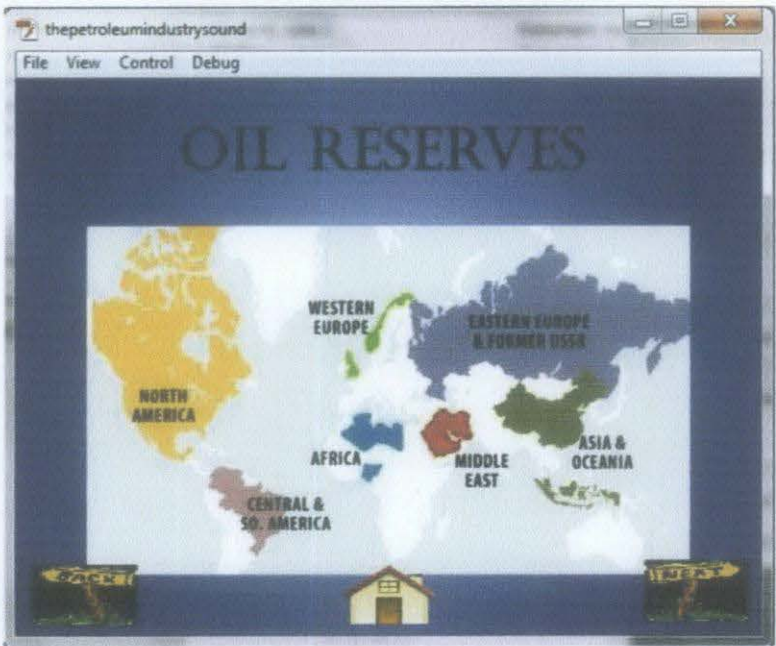 thepetroleumindustrysound
File View Control Debug
OIL RESERVES
WESTERN
EUROPE
EASTERN EUROPE
& FORMER USSR
NORTH
AMERICA
AFRICA
MIDDLE
EAST
ASIA &
OCEANIA
CENTRAL &
SO. AMERICA
BACK
NEXT